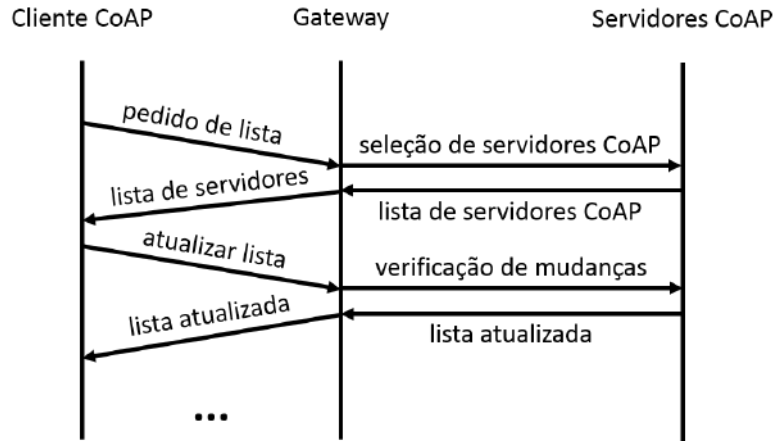 Cliente CoAP
Gateway
Servidores CoAP
pedido de lista
seleção de servidores CoAP
lista de servidores
lista de servidores CoAP
atualizar lista
verificação de mudanças
lista atualizada
lista atualizada
...